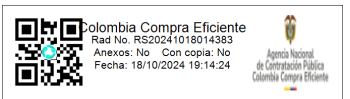 Colombia Compra Eficiente
Rad No. RS20241018014383
Anexos: No Con copia: No
Fecha: 18/10/2024 19:14:24
Agencia Nacional
de Contratación Pública
Colombia Compra Eficiente